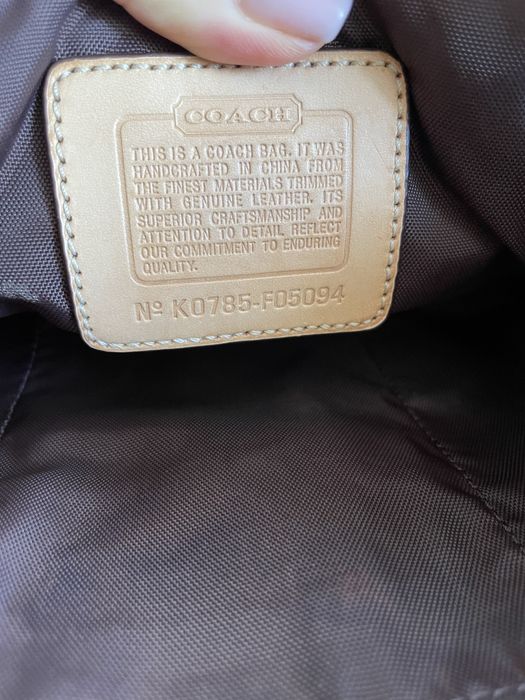 COACH
THIS IS A COACH BAG. IT WAS
HANDCRAFTED IN CHINA FROM
THE FINEST MATERIALS TRIMMED
WITH GENUINE LEATHER. ITS
SUPERIOR CRAFTSMANSHIP AND
ATTENTION TO DETAIL REFLECT
OUR COMMITMENT TO ENDURING
QUALITY.
Nº K0785-F05094